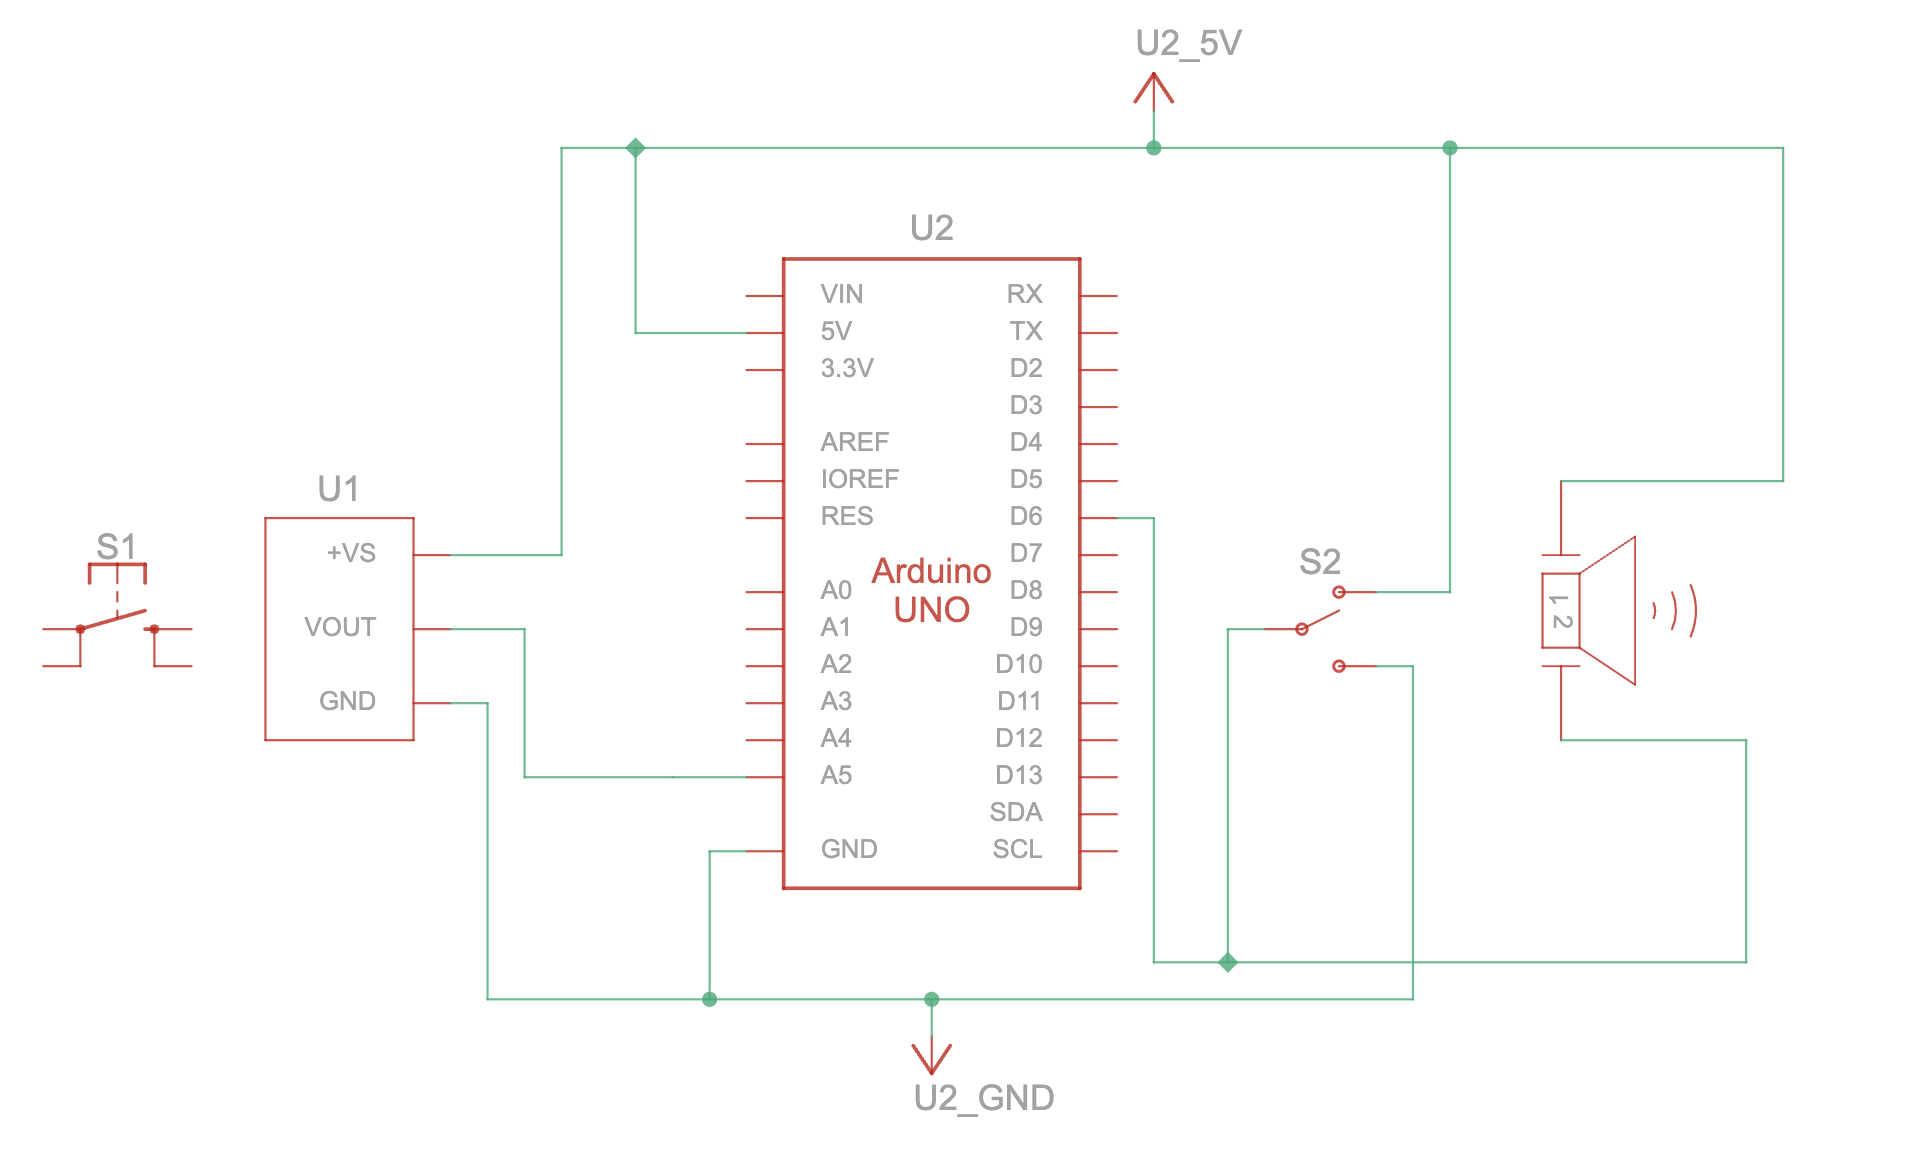 U2_5V
U2
VIN
5V
3.3V
AREF
IOREF
RES
A0
A1
A2
A3
A4
A5
GND
Arduino
UNO
RX
TX
D2
D3
D4
D5
D6
D7
D8
D9
D10
D11
D12
D13
SDA
SCL
U1
+VS
VOUT
GND
S1
S2
1 2
U2_GND